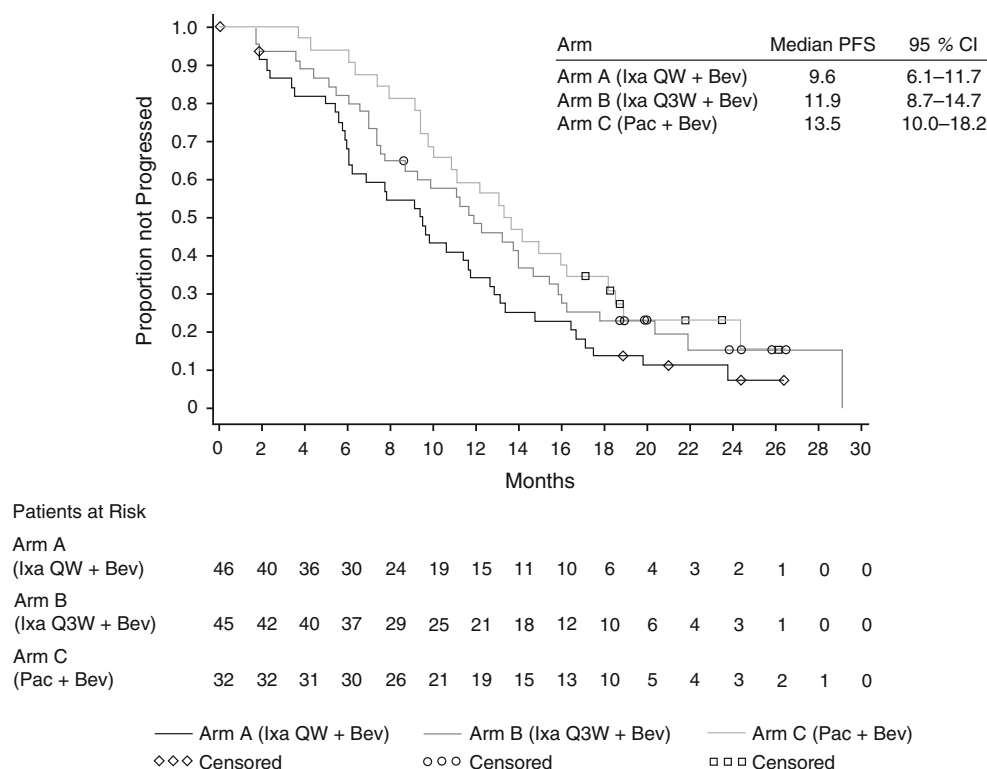 1.0
0.9
0.8
0.7
0.6
0.5
0.4
0.3
0.2
0.1
0
Proportion not Progressed
Arm Median PFS 95 % CI
Arm A (Ixa QW + Bev) 9.6 6.1–11.7
Arm B (Ixa Q3W + Bev) 11.9 8.7–14.7
Arm C (Pac + Bev) 13.5 10.0–18.2
0 2 4 6 8 10 12 14 16 18 20 22 24 26 28 30
Months
Patients at Risk
Arm A
(Ixa QW + Bev) 46 40 36 30 24 19 15 11 10 6 4 3 2 1 0 0
Arm B
(Ixa Q3W + Bev) 45 42 40 37 29 25 21 18 12 10 6 4 3 1 0 0
Arm C
(Pac + Bev) 32 32 31 30 26 21 19 15 13 10 5 4 3 2 1 0
Arm A (Ixa QW + Bev) Arm B (Ixa Q3W + Bev) Arm C (Pac + Bev)
Censored Censored Censored